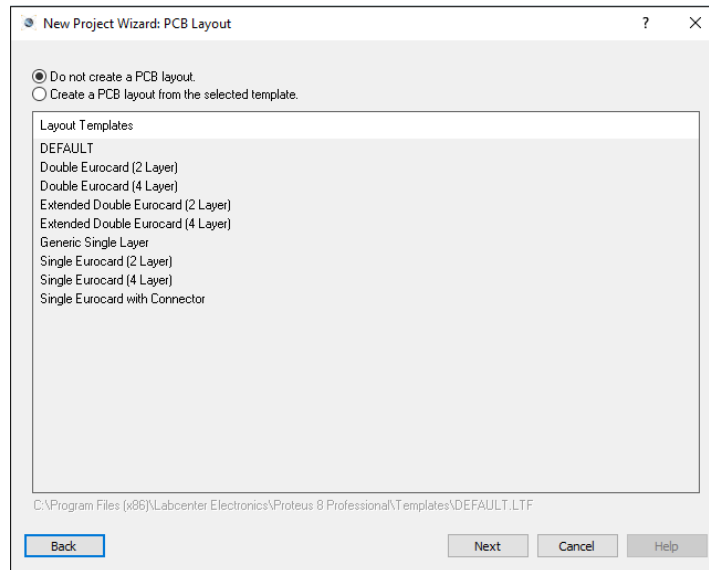 New Project Wizard: PCB Layout
?
Do not create a PCB layout.
Create a PCB layout from the selected template.
Layout Templates
DEFAULT
Double Eurocard (2 Layer)
Double Eurocard (4 Layer)
Extended Double Eurocard (2 Layer)
Extended Double Eurocard (4 Layer)
Generic Single Layer
Single Eurocard (2 Layer)
Single Eurocard (4 Layer)
Single Eurocard with Connector
C:\Program Files (x86)\Labcenter Electronics\Proteus 8 Professional\Templates\DEFAULT.LTF
Back Next Cancel Help